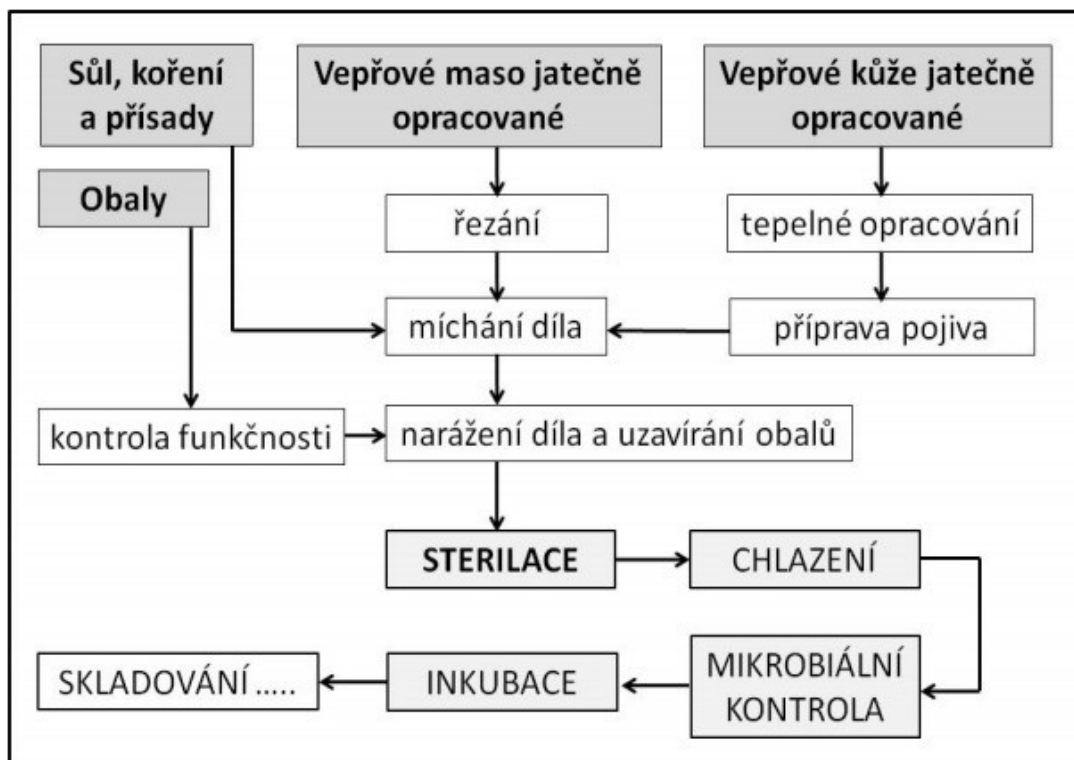 Sůl, koření
a přísady
Vepřové maso jatečně
opracované
Vepřové kůže jatečně
opracované
Obaly
řezání
tepelné opracování
míchání díla
příprava pojiva
kontrola funkčnosti
narážení díla a uzavírání obalů
STERILACE
CHLAZENÍ
SKLADOVÁNÍ .....
INKUBACE
MIKROBIÁLNÍ
KONTROLA